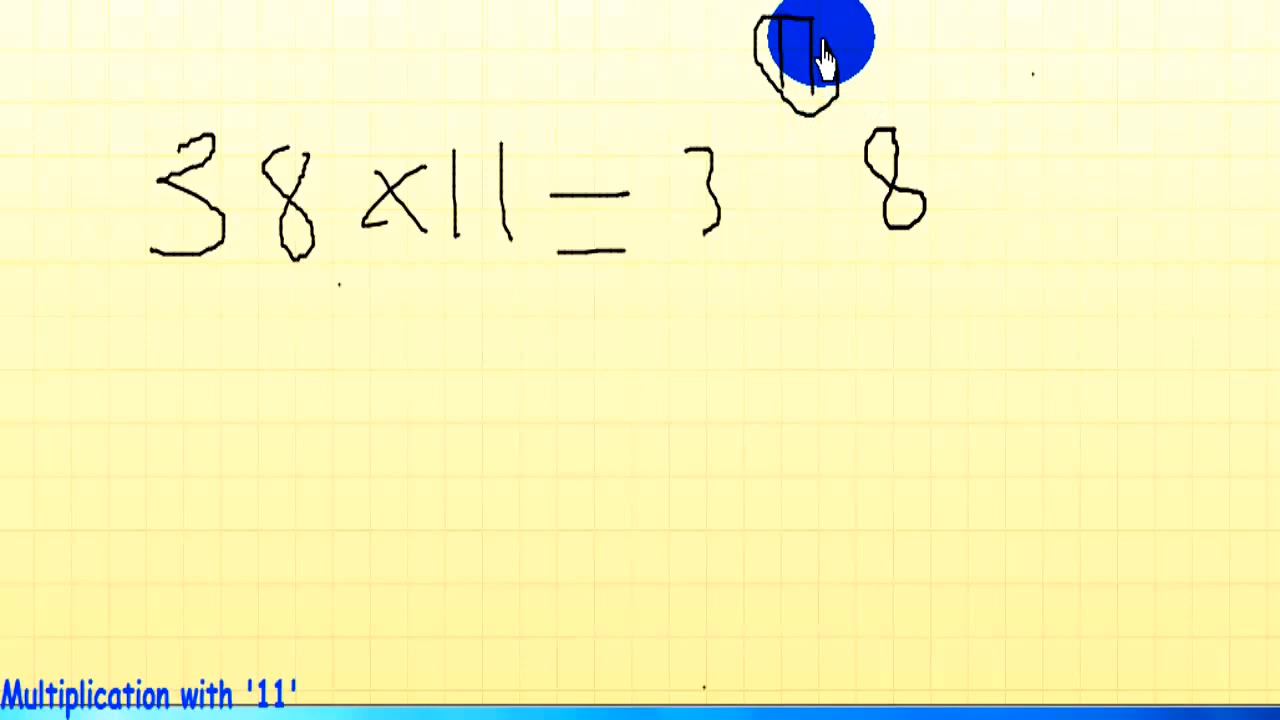 11
38 x 11 = 3 8
Multiplication with '11'